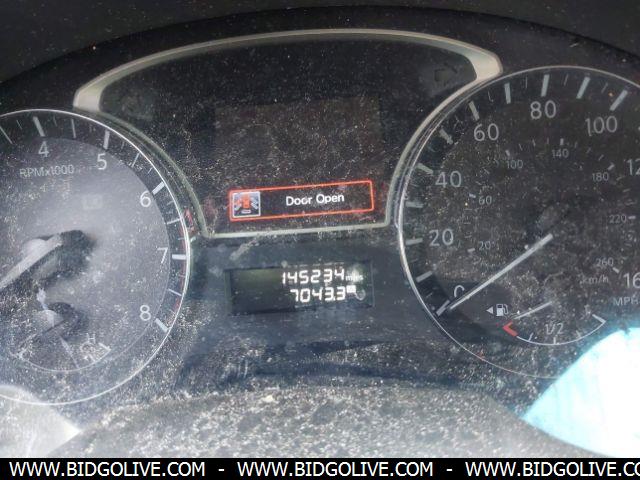 4
5
6
7
8
RPMx1000
H
Door Open
145234 miles
7043.3
0
20
40
60
80
100
20
60
100
140
180
220
260
km/h
MPH
1/2
WWW.BIDGOLIVE.COM - WWW.BIDGOLIVE.COM - WWW.BIDGOLIVE.COM